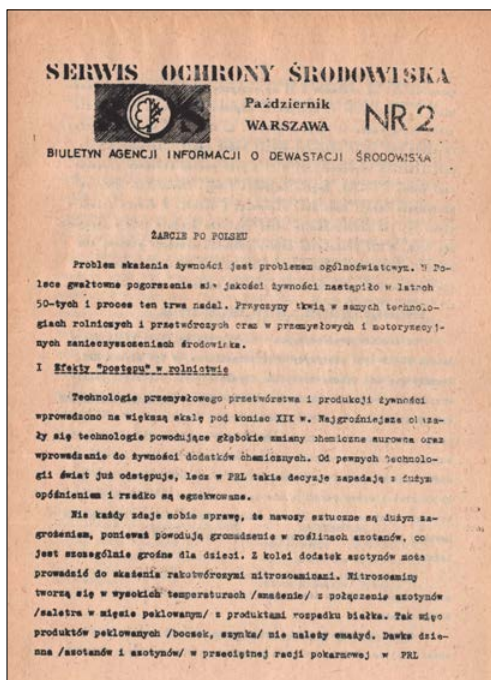 SERWIS OCHRONY ŚRODOWISKA
Październik
WARSZAWA NR 2
BIULETYN AGENCJI INFORMACJI O DEWASTACJI ŚRODOWISKA
ŻARCIE PO POLSKU
Problem skażenia żywności jest problemem ogólnoświatowym. W Po-
lsce gwałtowne pogorszenie się jakości żywności nastąpiło w latach
50-tych i proces ten trwa nadal. Przyczyny tkwią w samych technolo-
giach rolniczych i przetwórczych oraz w przemysłowych i motoryzacyj-
nych zanieczyszczeniach środowiska.
I Efekty "postępu" w rolnictwie
Technologie przemysłowego przetwórstwa i produkcji żywności
wprowadzono na większą skalę pod koniec XIX w. Najgroźniejsze okaza-
ły się technologie powodujące głębokie zmiany chemiczne surowca oraz
wprowadzanie do żywności dodatków chemicznych. Od pewnych technolo-
gii świat już odstępuje, lecz w PRL takie decyzje zapadają z dużym
opóźnieniem i rzadko są egzekwowane.
Nie każdy zdaje sobie sprawę, że nawozy sztuczne są dużym za-
grożeniem, ponieważ powodują gromadzenie w roślinach azotanów, co
jest szczególnie groźne dla dzieci. Z kolei dodatek azotynów może
prowadzić do skażenia rakotwórczymi nitrozoaminami. Nitrozoaminy
tworzą się w wysokich temperaturach /smażenie/ z połączenie azotynów
/saletra w mięsie peklowanym/ z produktami rozpadku białka. Tak więc
produktów peklowanych /boczek, szynka/ nie należy smażyć. Dawka dzie-
nna /azotanów i azotynów/ w przeciętnej racji pokarmowej w PRL